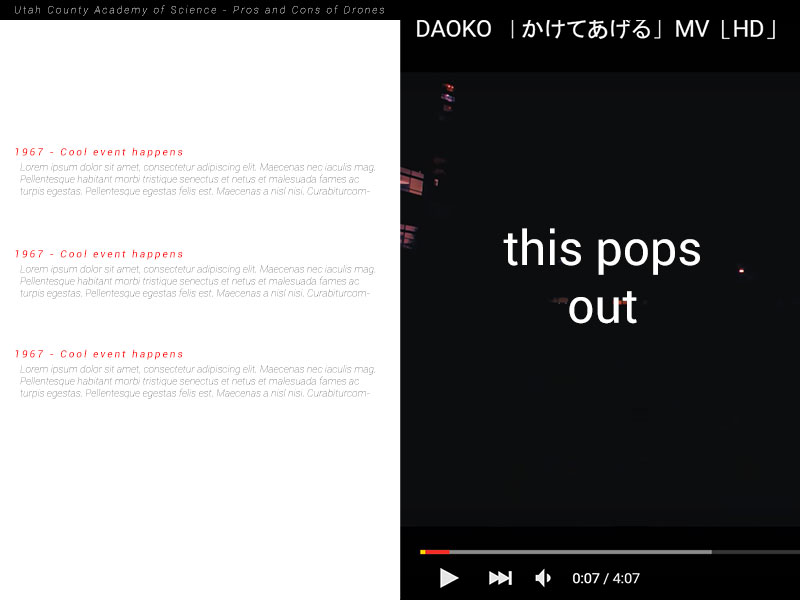 Utah County Academy of Science - Pros and Cons of Drones
1967 - Cool event happens
Lorem ipsum dolor sit amet, consectetur adipiscing elit. Maecenas nec iaculis mag.
Pellentesque habitant morbi tristique senectus et netus et malesuada fames ac
turpis egestas. Pellentesque egestas felis est. Maecenas a nisl nisi. Curabiturcom-
1967 - Cool event happens
Lorem ipsum dolor sit amet, consectetur adipiscing elit. Maecenas nec iaculis mag.
Pellentesque habitant morbi tristique senectus et netus et malesuada fames ac
turpis egestas. Pellentesque egestas felis est. Maecenas a nisl nisi. Curabiturcom-
1967 - Cool event happens
Lorem ipsum dolor sit amet, consectetur adipiscing elit. Maecenas nec iaculis mag.
Pellentesque habitant morbi tristique senectus et netus et malesuada fames ac
turpis egestas. Pellentesque egestas felis est. Maecenas a nisl nisi. Curabiturcom-
DAOKO 「かけてあげる」 MV [HD]
this pops
out
0:07 / 4:07